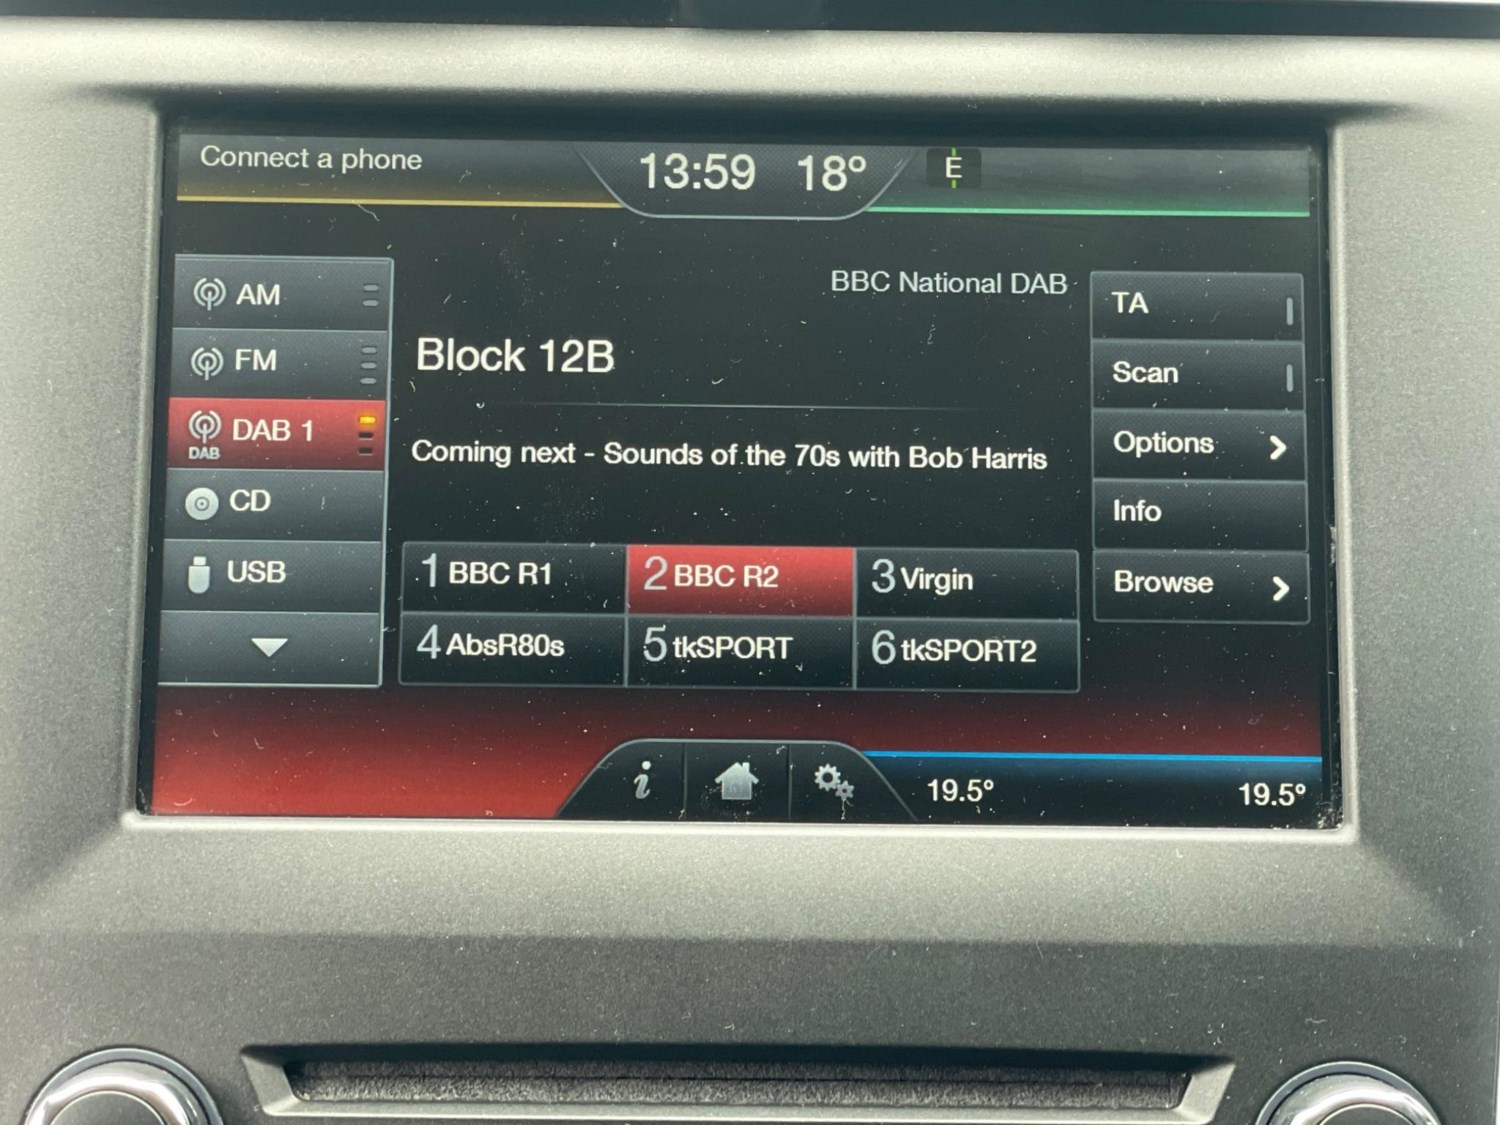 Connect a phone
13:59 18° E
BBC National DAB
AM
FM
DAB 1
DAB
CD
USB
Block 12B
Coming next - Sounds of the 70s with Bob Harris
1 BBC R1
2 BBC R2
3 Virgin
4 AbsR80s
5 tkSPORT
6 tkSPORT2
TA
Scan
Options
Info
Browse
i
19.5° 19.5°